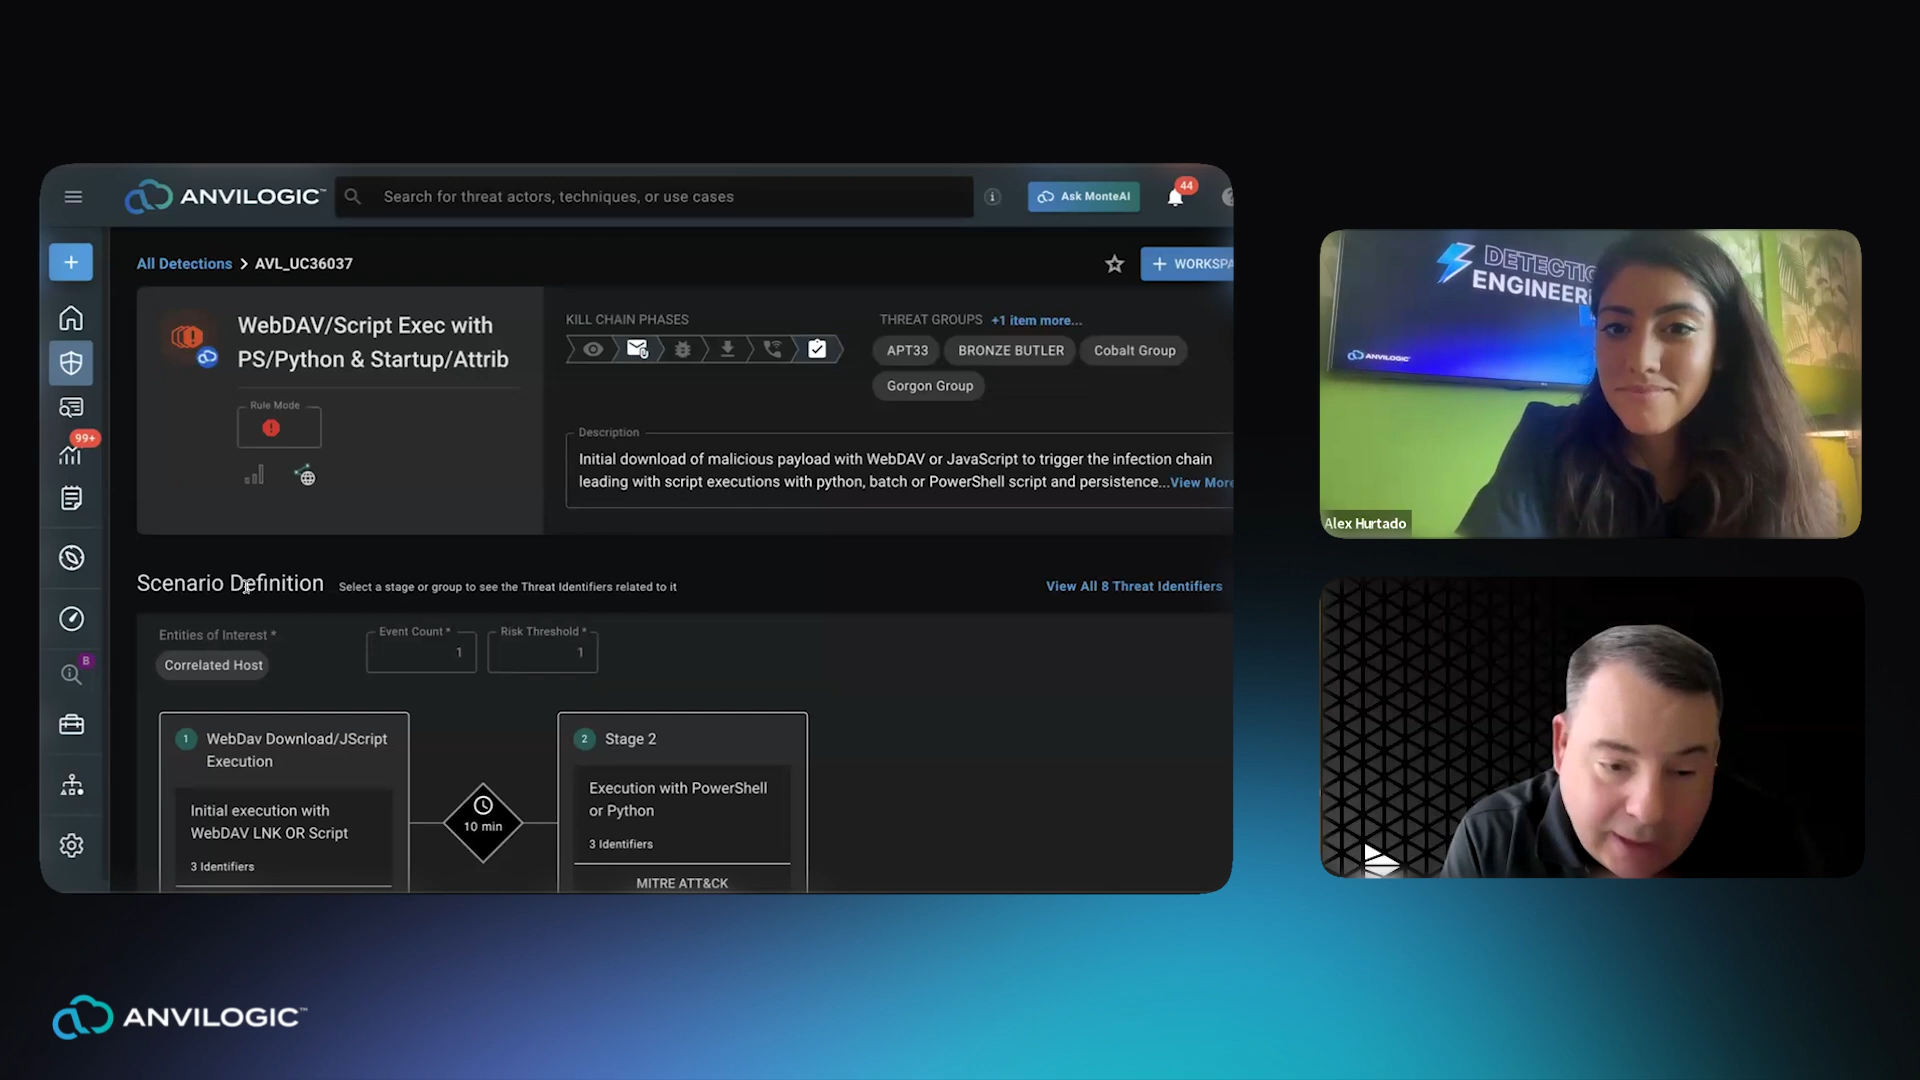 ANVILOGIC™
Search for threat actors, techniques, or use cases
Ask MonteAI
44
All Detections > AVL_UC36037
+ WORKSPA
WebDAV/Script Exec with
PS/Python & Startup/Attrib
Rule Mode
KILL CHAIN PHASES
THREAT GROUPS +1 item more...
APT33 BRONZE BUTLER Cobalt Group
Gorgon Group
Description
Initial download of malicious payload with WebDAV or JavaScript to trigger the infection chain
leading with script executions with python, batch or PowerShell script and persistence...View More
99+
B
Scenario Definition Select a stage or group to see the Threat Identifiers related to it View All 8 Threat Identifiers
Entities of Interest *
Correlated Host
Event Count *
1
Risk Threshold *
1
1 WebDav Download/JScript
Execution
Initial execution with
WebDAV LNK OR Script
3 Identifiers
10 min
2 Stage 2
Execution with PowerShell
or Python
3 Identifiers
MITRE ATT&CK
DETECTIO
ENGINEER
ANVILOGIC
Alex Hurtado
ANVILOGIC™